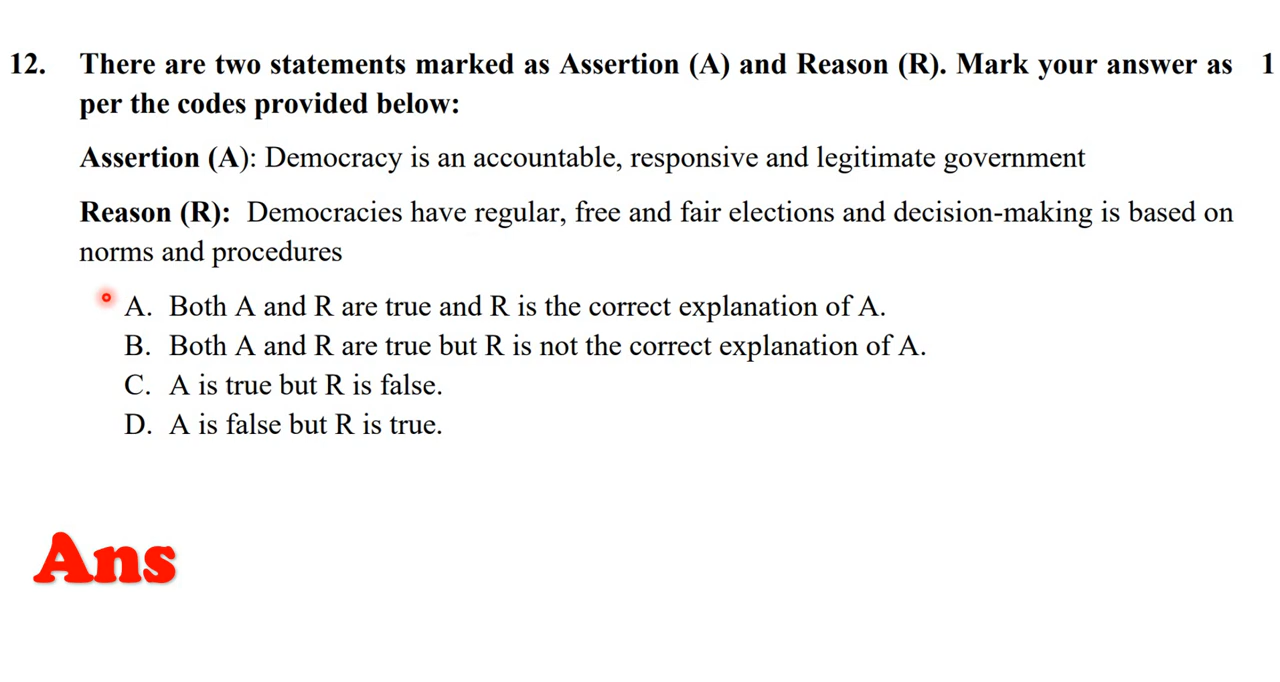 12. There are two statements marked as Assertion (A) and Reason (R). Mark your answer as 1
per the codes provided below:
Assertion (A): Democracy is an accountable, responsive and legitimate government
Reason (R): Democracies have regular, free and fair elections and decision-making is based on
norms and procedures
A. Both A and R are true and R is the correct explanation of A.
B. Both A and R are true but R is not the correct explanation of A.
C. A is true but R is false.
D. A is false but R is true.
Ans